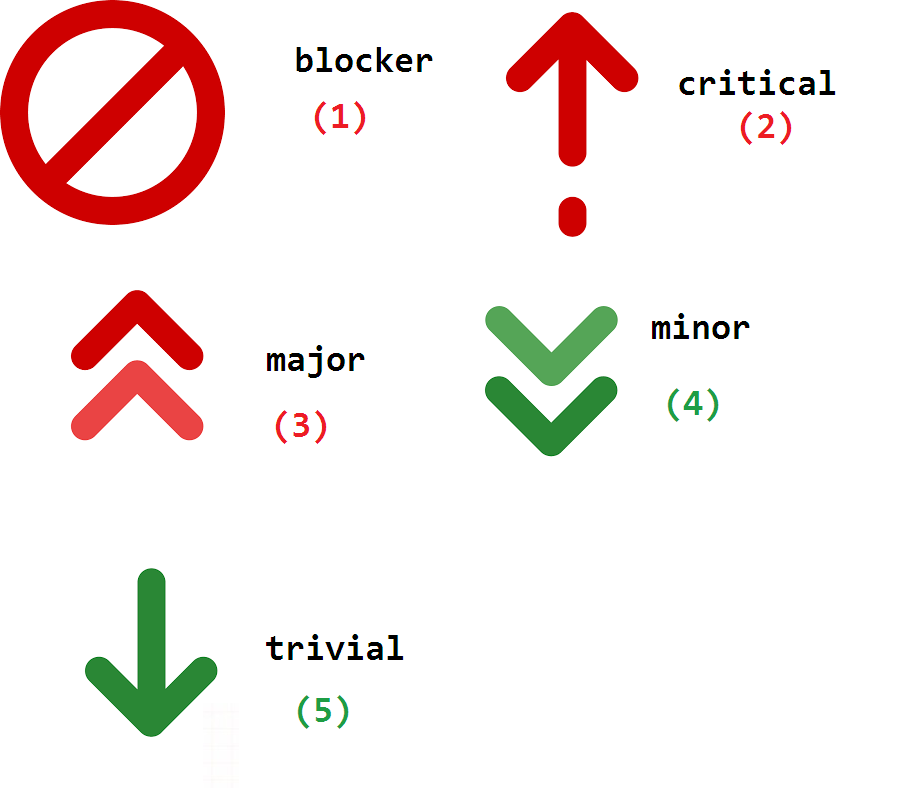 blocker
(1)
critical
(2)
major
(3)
minor
(4)
trivial
(5)